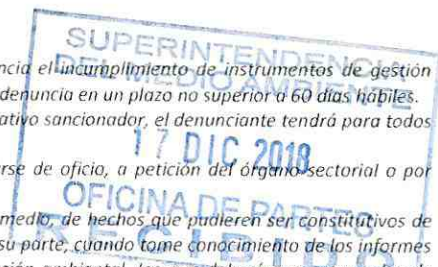 SUPERINTENDENCIA
DEL MEDIO AMBIENTE
17 DIC 2018
OFICINA DE PARTES
RECIBIDO
ncia el incumplimiento de instrumentos de gestión
denuncia en un plazo no superior a 60 días hábiles.
ativo sancionador, el denunciante tendrá para todos
arse de oficio, a petición del órgano sectorial o por
medio, de hechos que pudieren ser constitutivos de
su parte, cuando tome conocimiento de los informes